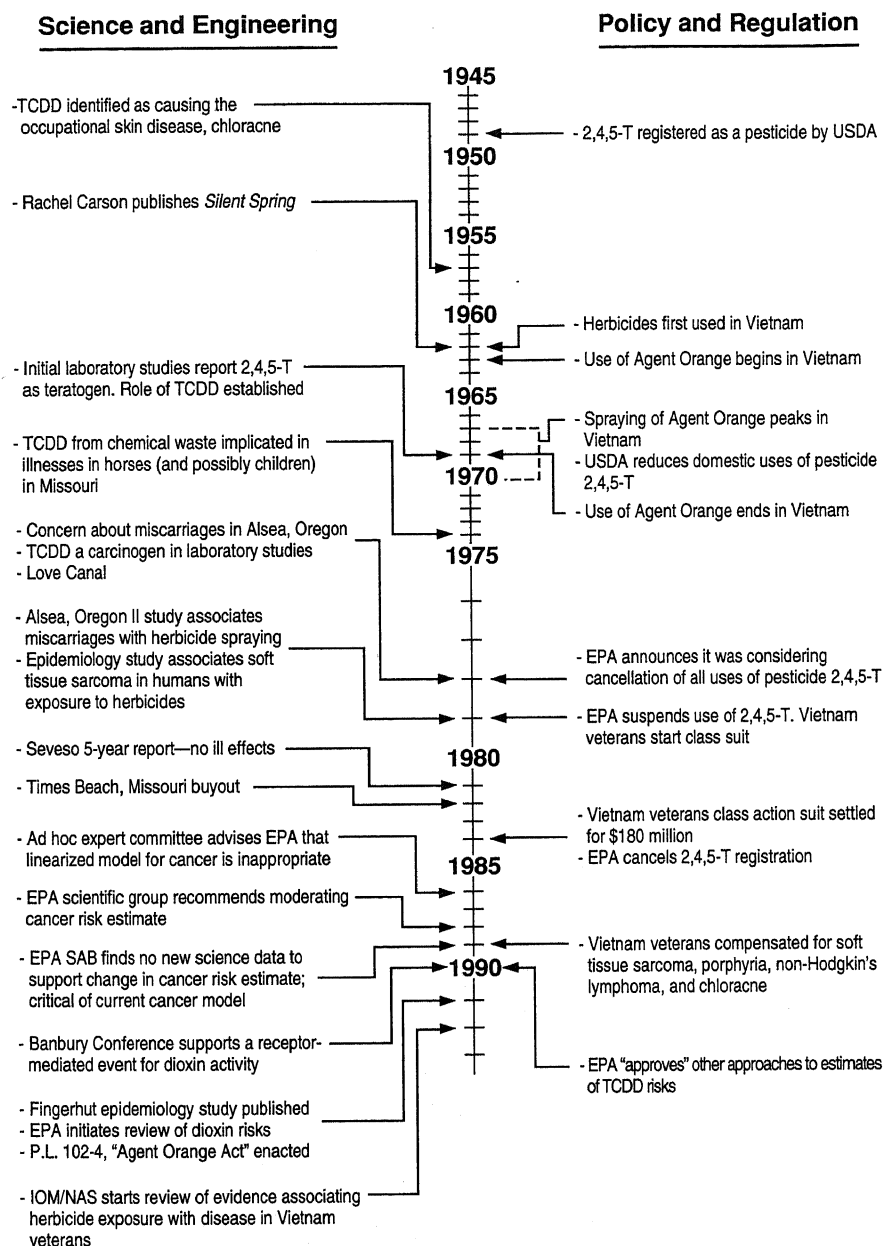 Science and Engineering
Policy and Regulation
1945
1950
1955
1960
1965
1970
1975
1980
1985
1990
-TCDD identified as causing the
occupational skin disease, chloracne
- Rachel Carson publishes Silent Spring
- Initial laboratory studies report 2,4,5-T
as teratogen. Role of TCDD established
- TCDD from chemical waste implicated in
illnesses in horses (and possibly children)
in Missouri
- Concern about miscarriages in Alsea, Oregon
- TCDD a carcinogen in laboratory studies
- Love Canal
- Alsea, Oregon II study associates
miscarriages with herbicide spraying
- Epidemiology study associates soft
tissue sarcoma in humans with
exposure to herbicides
- Seveso 5-year report—no ill effects
- Times Beach, Missouri buyout
- Ad hoc expert committee advises EPA that
linearized model for cancer is inappropriate
- EPA scientific group recommends moderating
cancer risk estimate
- EPA SAB finds no new science data to
support change in cancer risk estimate;
critical of current cancer model
- Banbury Conference supports a receptor-
mediated event for dioxin activity
- Fingerhut epidemiology study published
- EPA initiates review of dioxin risks
- P.L. 102-4, “Agent Orange Act” enacted
- IOM/NAS starts review of evidence associating
herbicide exposure with disease in Vietnam
veterans
- 2,4,5-T registered as a pesticide by USDA
- Herbicides first used in Vietnam
- Use of Agent Orange begins in Vietnam
- Spraying of Agent Orange peaks in
Vietnam
- USDA reduces domestic uses of pesticide
2,4,5-T
- Use of Agent Orange ends in Vietnam
- EPA announces it was considering
cancellation of all uses of pesticide 2,4,5-T
- EPA suspends use of 2,4,5-T. Vietnam
veterans start class suit
- Vietnam veterans class action suit settled
for $180 million
- EPA cancels 2,4,5-T registration
- Vietnam veterans compensated for soft
tissue sarcoma, porphyria, non-Hodgkin’s
lymphoma, and chloracne
- EPA “approves” other approaches to estimates
of TCDD risks